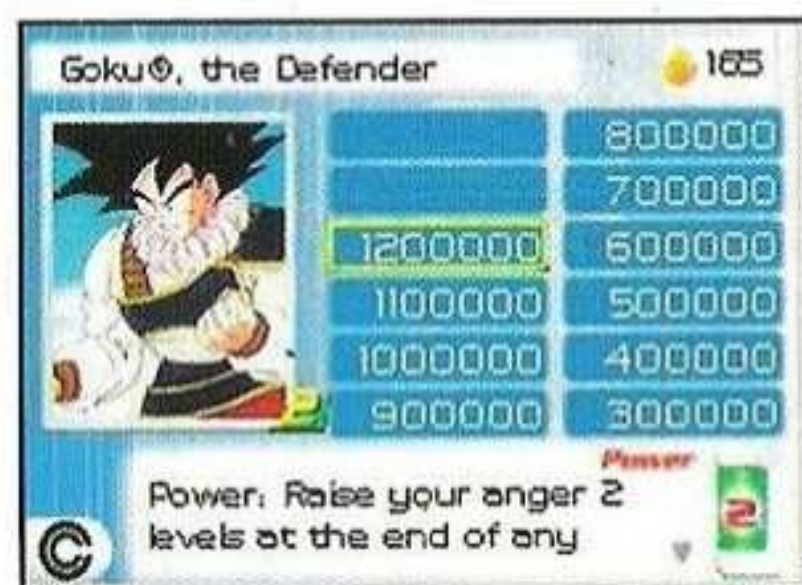 Goku®, the Defender
165
800000
700000
1200000 600000
1100000 500000
1000000 400000
900000 300000
2
Power
Power: Raise your anger 2
levels at the end of any
2
C